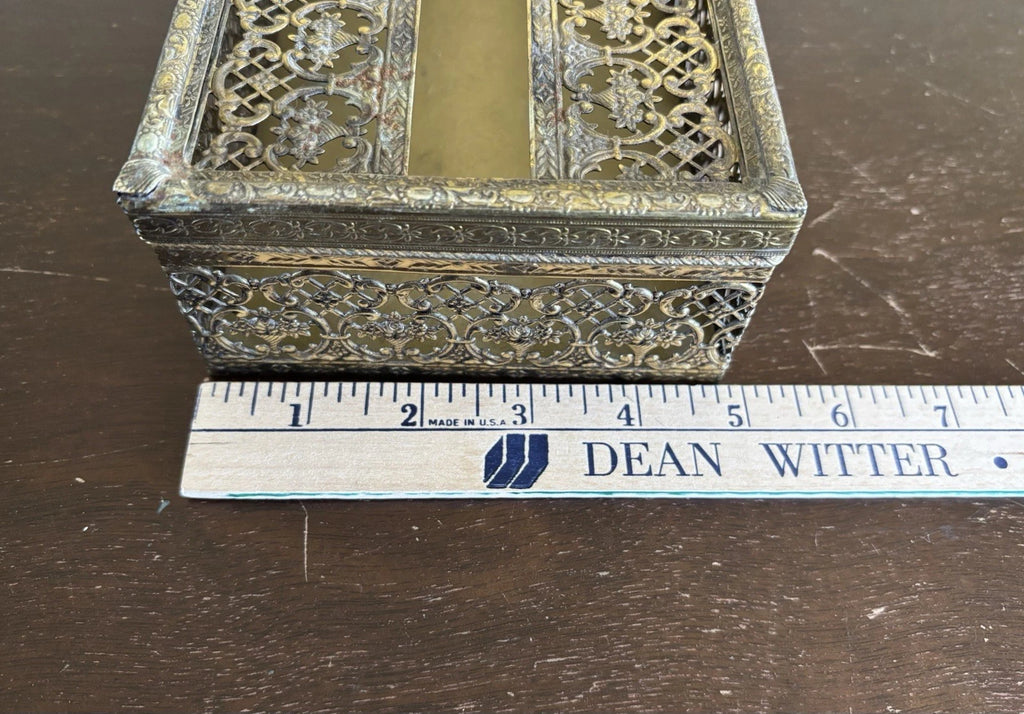 1 2 MADE IN U.S.A 3 4 5 6 7
DEAN WITTER